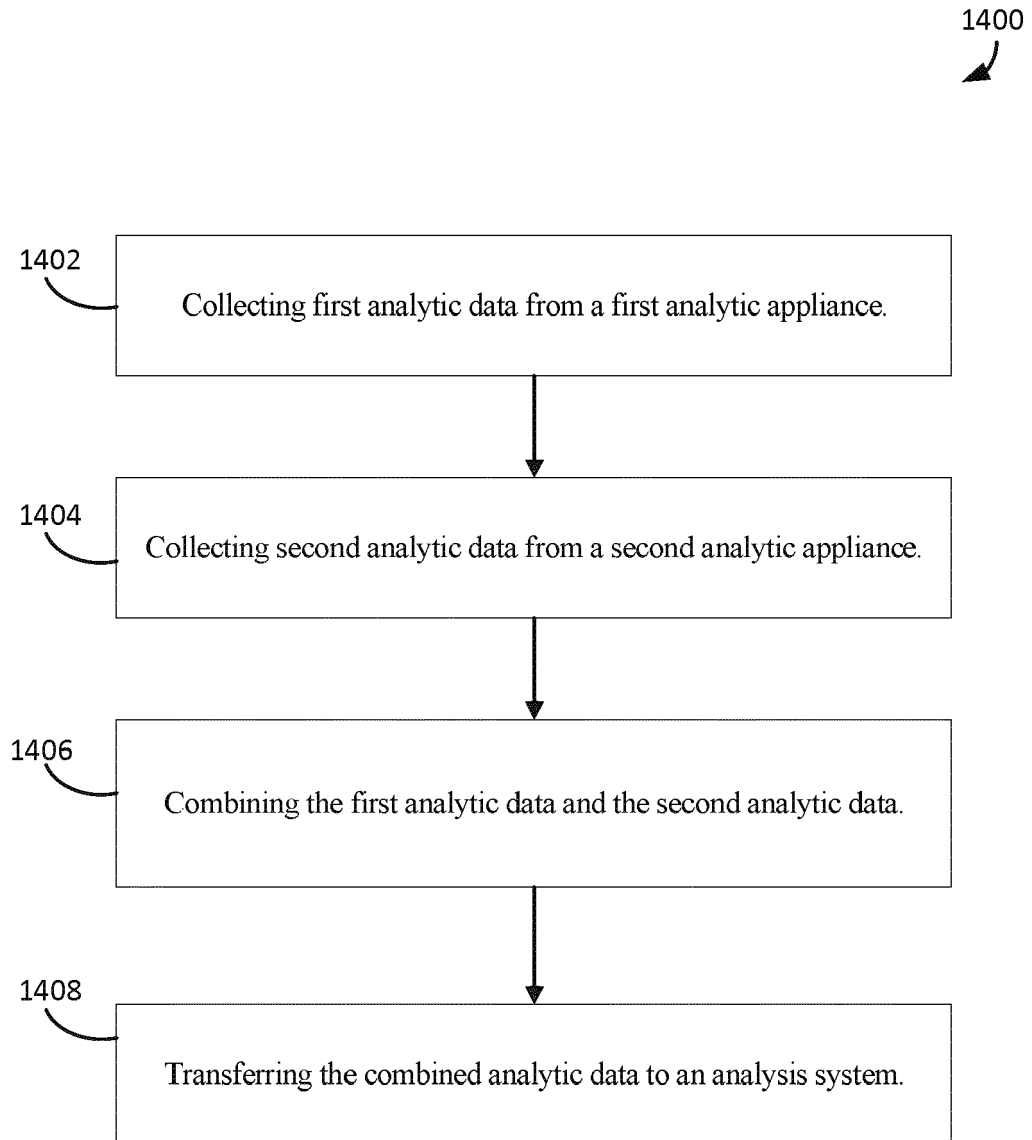 1400
1402
Collecting first analytic data from a first analytic appliance.
1404
Collecting second analytic data from a second analytic appliance.
1406
Combining the first analytic data and the second analytic data.
1408
Transferring the combined analytic data to an analysis system.